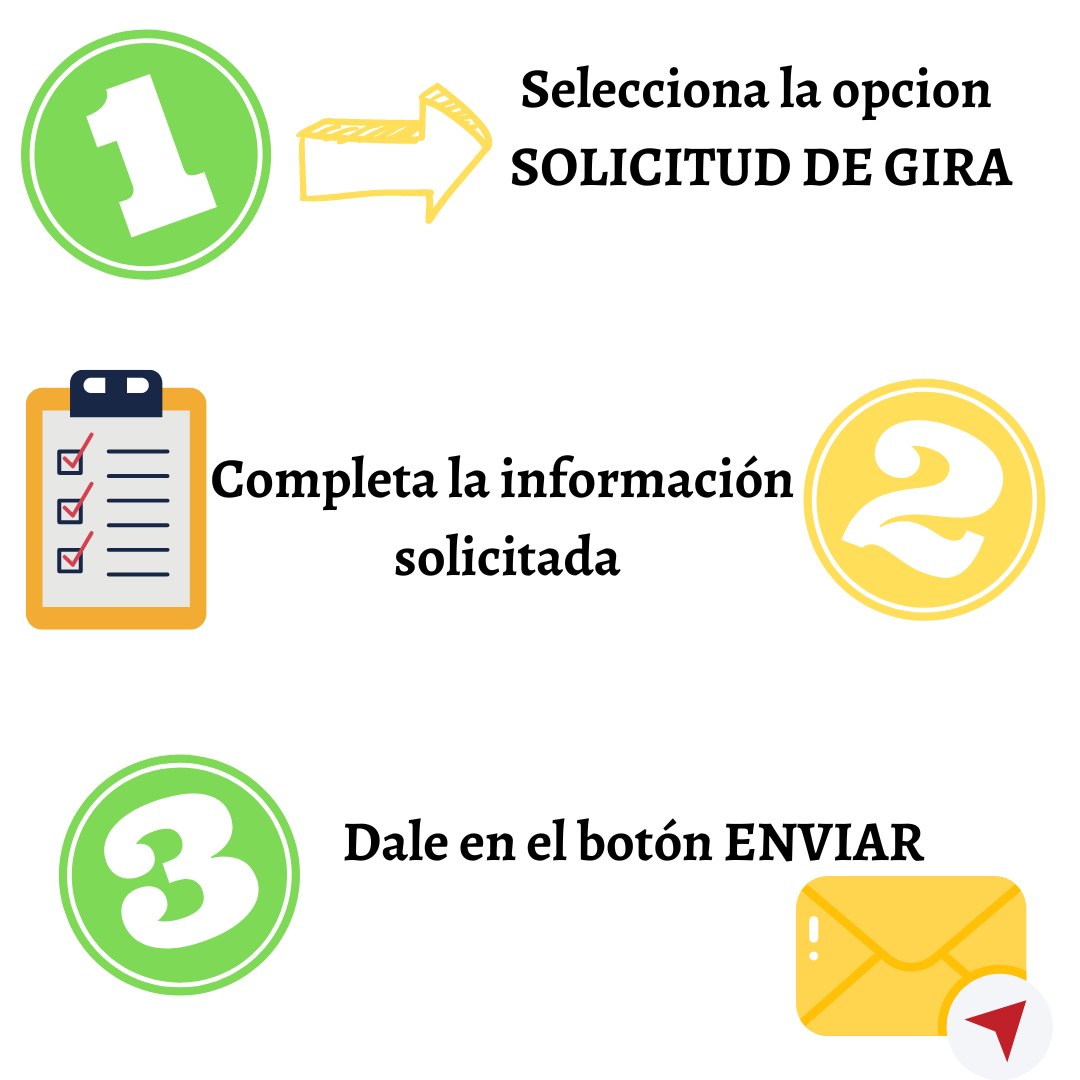 1
Selecciona la opcion
SOLICITUD DE GIRA
Completa la información
solicitada
2
3
Dale en el botón ENVIAR